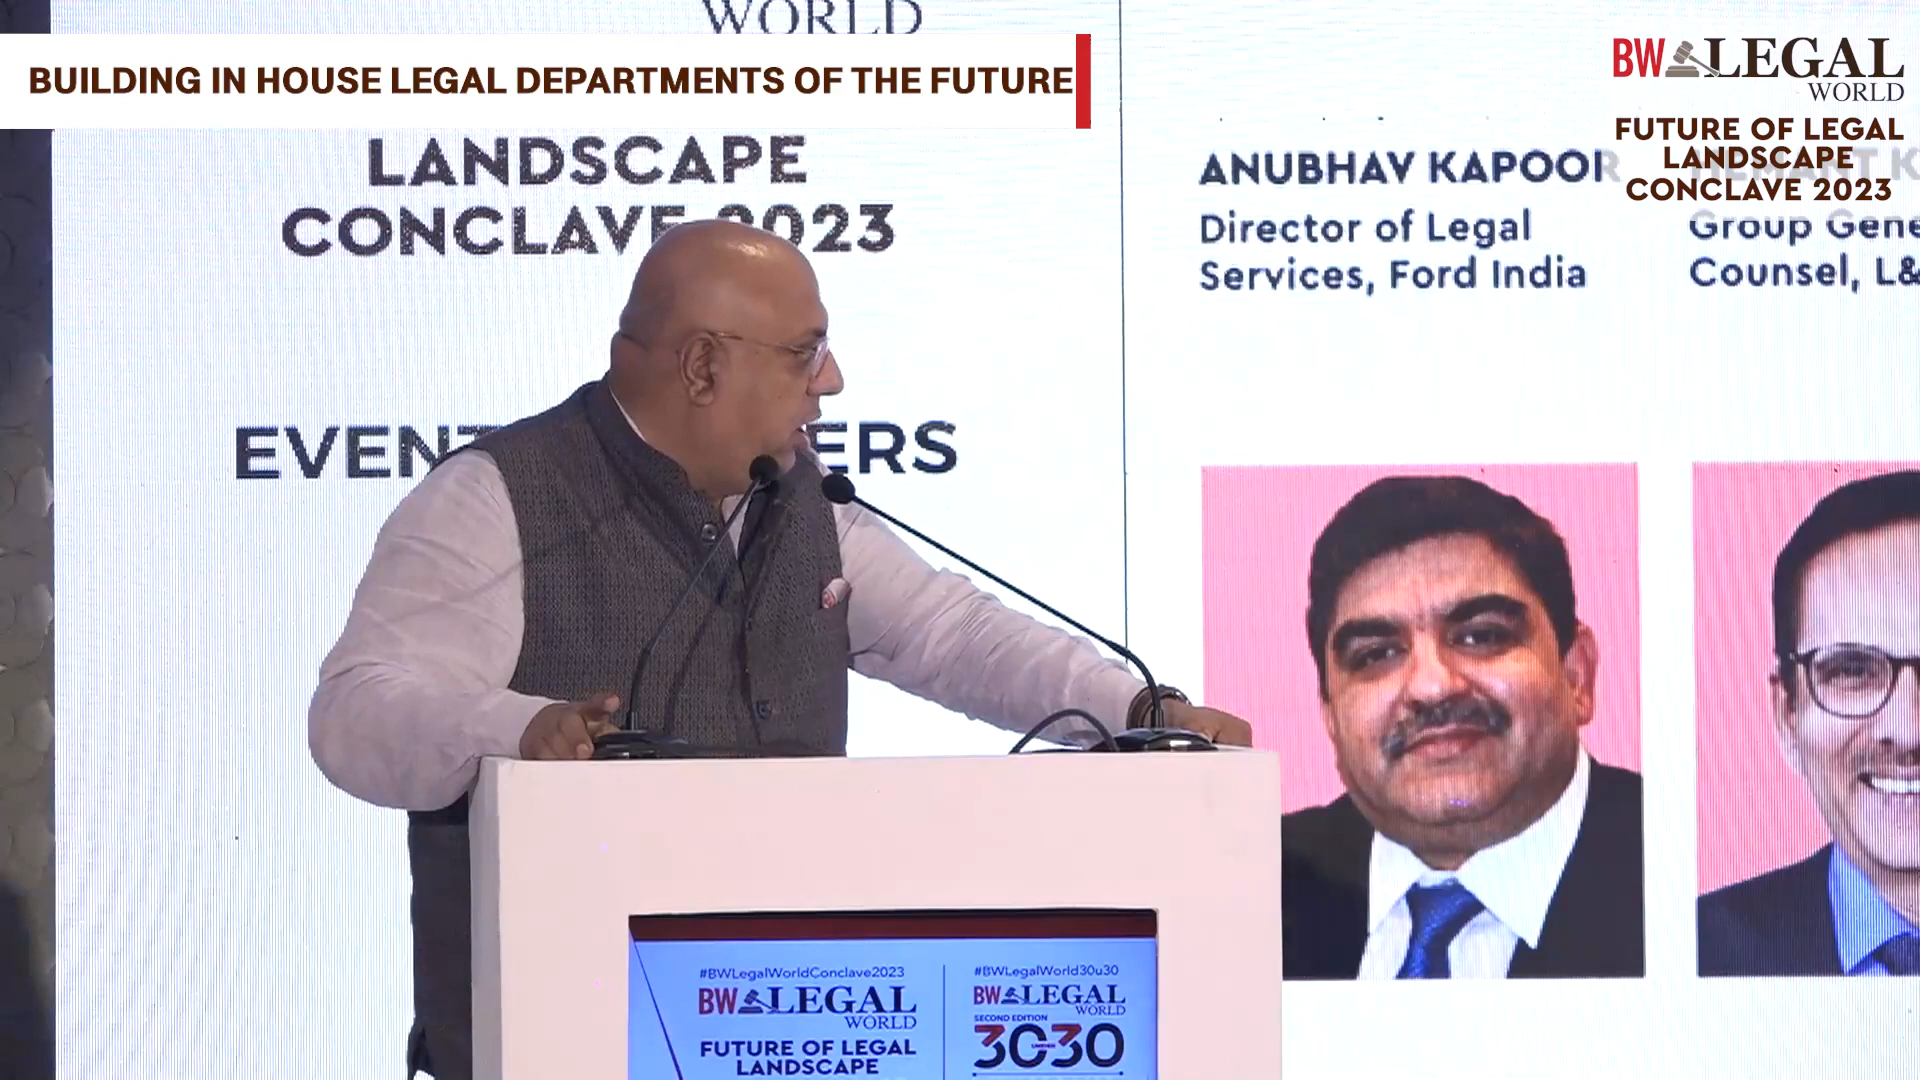 WORLD
BUILDING IN HOUSE LEGAL DEPARTMENTS OF THE FUTURE
BW LEGAL
WORLD
FUTURE OF LEGAL
LANDSCAPE
CONCLAVE 2023
LANDSCAPE
CONCLAVE 2023
ANUBHAV KAPOOR
Director of Legal
Services, Ford India
Group
Counsel,
#BWLegalWorldConclave2023
BW LEGAL
WORLD
FUTURE OF LEGAL
LANDSCAPE
#BWLegalWorld30u30
BW LEGAL
WORLD
SECOND EDITION
30 30